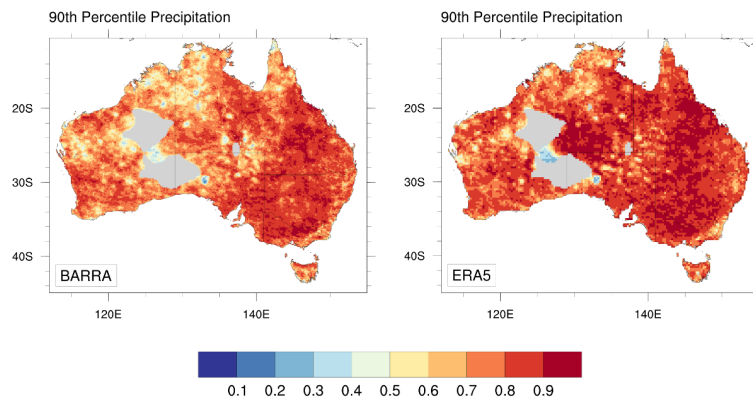 90th Percentile Precipitation
90th Percentile Precipitation
20S
30S
40S
BARRA
120E
140E
20S
30S
40S
ERA5
120E
140E
0.1 0.2 0.3 0.4 0.5 0.6 0.7 0.8 0.9